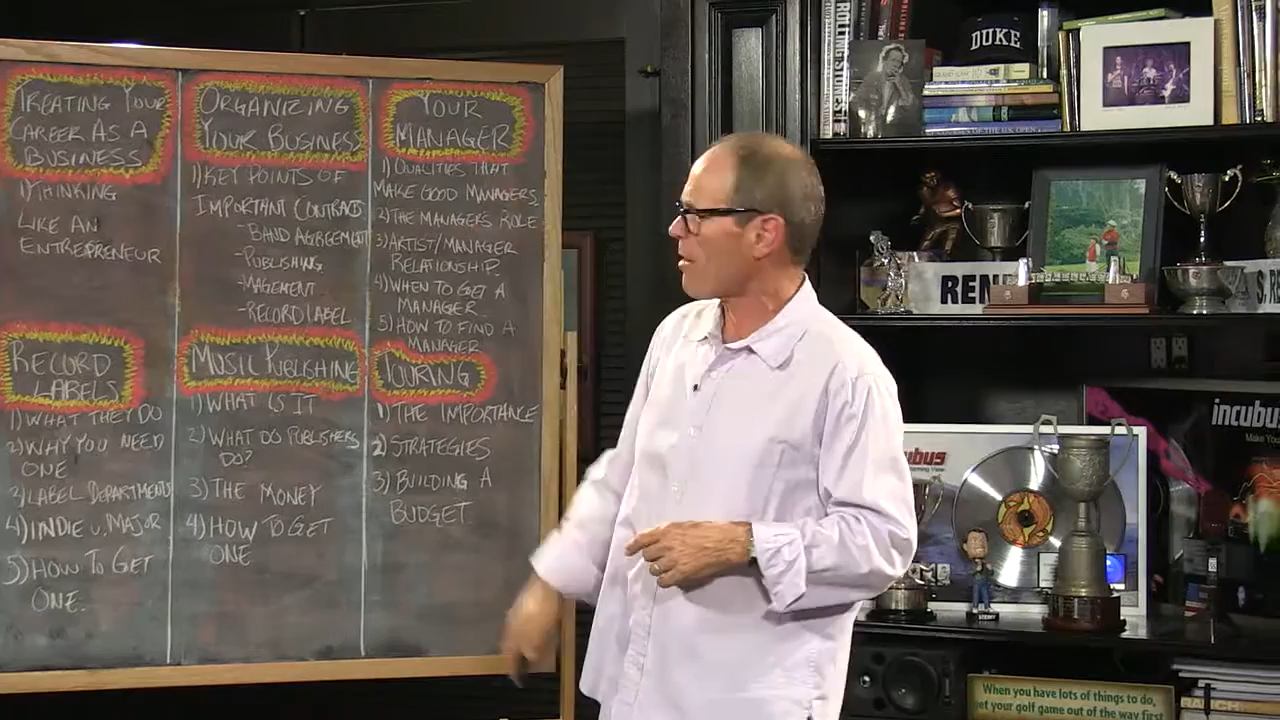 TREATING YOUR
CAREER AS A
BUSINESS
1) THINKING
LIKE AN
ENTREPRENEUR
ORGANIZING
YOUR BUSINESS
1) KEY POINTS OF
IMPORTANT CONTRACTS
- BAND AGREEMENT
- PUBLISHING
- MAGEMENT
- RECORD LABEL
YOUR
MANAGER
1) QUALITIES THAT
MAKE GOOD MANAGERS
2) THE MANAGERS ROLE
3) ARTIST/MANAGER
RELATIONSHIP.
4) WHEN TO GET A
MANAGER.
5) HOW TO FIND A
MANAGER
RECORD
LABELS
1) WHAT THEY DO
2) WHY YOU NEED
ONE
3) LABEL DEPARTMENTS
4) INDIE v. MAJOR
5) HOW TO GET
ONE.
MUSIC PUBLISHING
1) WHAT IS IT
2) WHAT DO PUBLISHERS
DO?
3) THE MONEY
4) HOW TO GET
ONE
TOURING
1) THE IMPORTANCE
2) STRATEGIES
3) BUILDING A
BUDGET
ROLLING STONES
DUKE
REN
S. R
incubus
Make Yo
bus
When you have lots of things to do,
get your golf game out of the way first